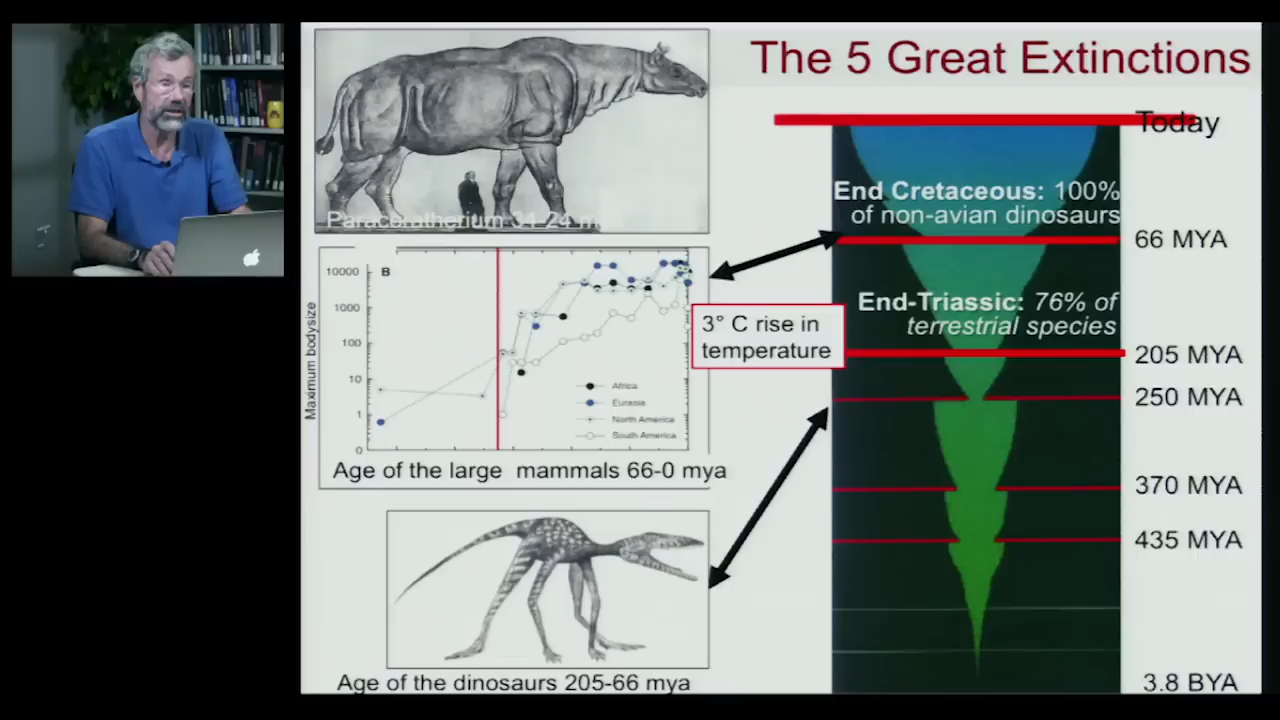 The 5 Great Extinctions
Paraceratherium 34-24 m
B
10000
1000
100
10
1
0
Maximum bodysize
Africa
Eurasia
North America
South America
Age of the large mammals 66-0 mya
Age of the dinosaurs 205-66 mya
3° C rise in
temperature
Today
End Cretaceous: 100%
of non-avian dinosaurs
66 MYA
End-Triassic: 76% of
terrestrial species
205 MYA
250 MYA
370 MYA
435 MYA
3.8 BYA